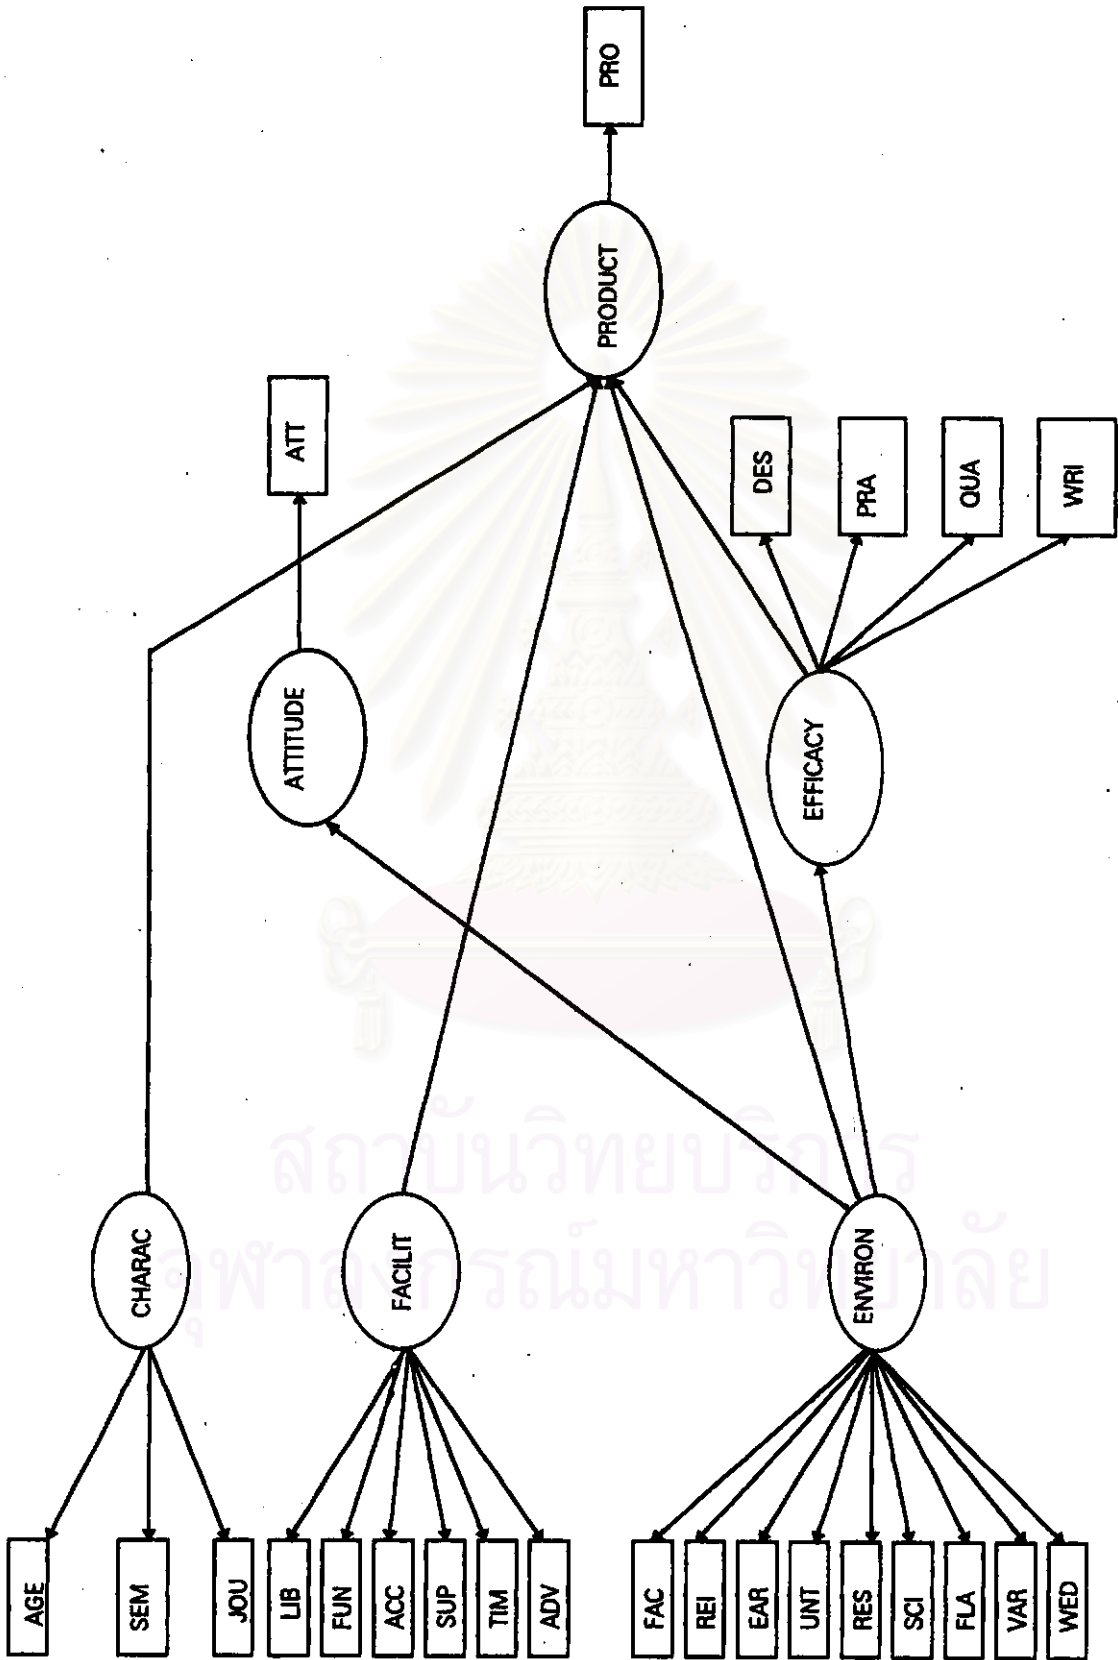 AGE
SEM
JOU
LIB
FUN
ACC
SUP
TIM
ADV
FAC
REI
EAR
UNT
RES
SCI
FLA
VAR
WED
CHARAC
FACILIT
ENVIRON
ATTITUDE
EFFICACY
ATT
DES
PRA
QUA
WRI
PRODUCT
PRO
สถาบันวิทยบริการ
จุฬาลงกรณ์มหาวิทยาลัย